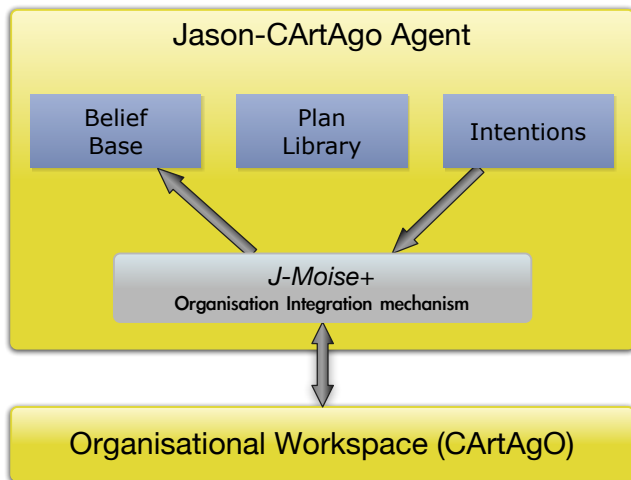 Jason-CArtAgo Agent
Belief
Base
Plan
Library
Intentions
J-Moise+
Organisation Integration mechanism
Organisational Workspace (CArtAgO)